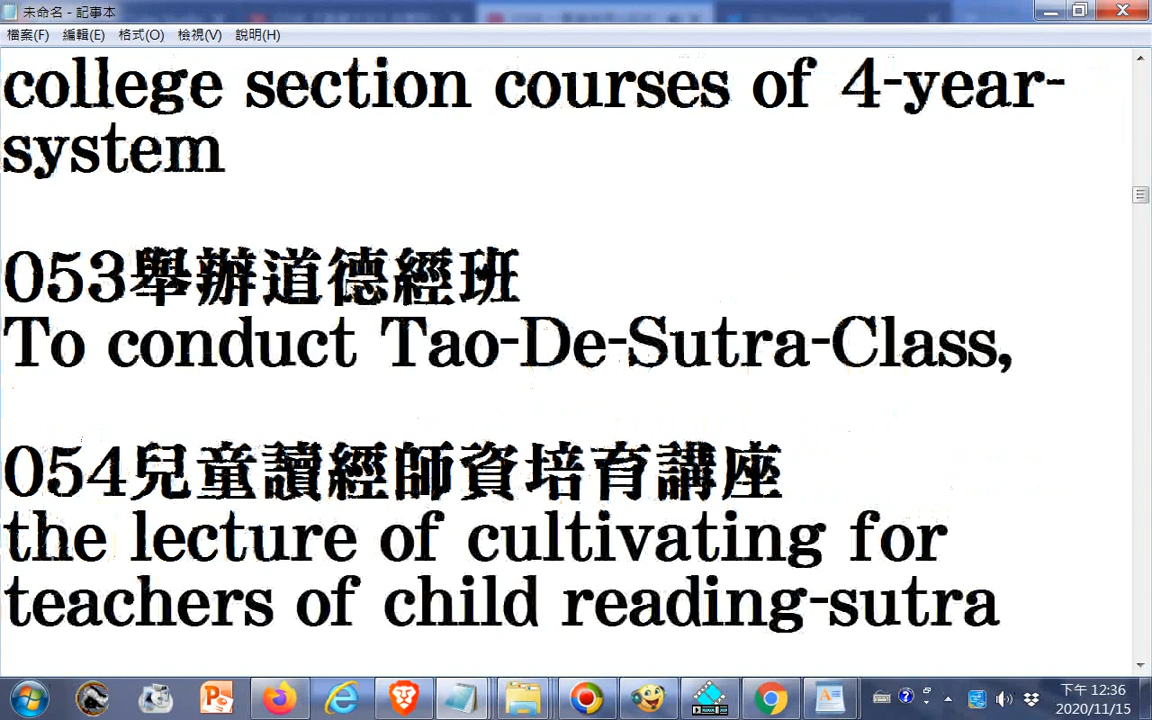 未命名 - 記事本
檔案(F) 編輯(E) 格式(O) 檢視(V) 說明(H)
college section courses of 4-year-
system
053舉辦道德經班
To conduct Tao-De-Sutra-Class,
054兒童讀經師資培育講座
the lecture of cultivating for
teachers of child reading-sutra
下午 12:36
2020/11/15